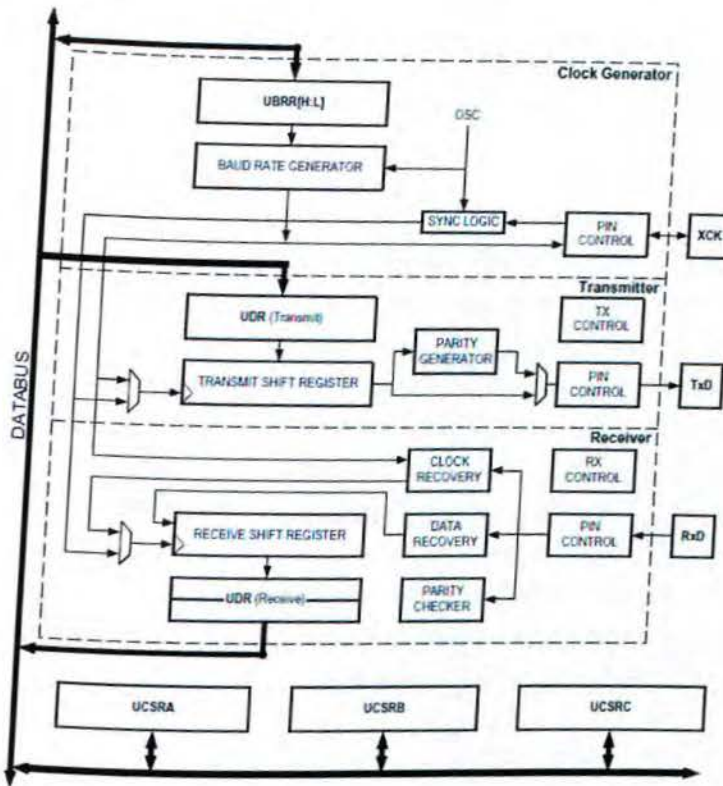 Clock Generator
UBRR[H:L]
OSC
BAUD RATE GENERATOR
SYNC LOGIC
PIN
CONTROL
XCK
Transmitter
UDR (Transmit)
TX
CONTROL
PARITY
GENERATOR
TRANSMIT SHIFT REGISTER
PIN
CONTROL
TxD
DATABUS
Receiver
CLOCK
RECOVERY
RX
CONTROL
RECEIVE SHIFT REGISTER
DATA
RECOVERY
PIN
CONTROL
RxD
UDR (Receive)
PARITY
CHECKER
UCSRA
UCSRB
UCSRC